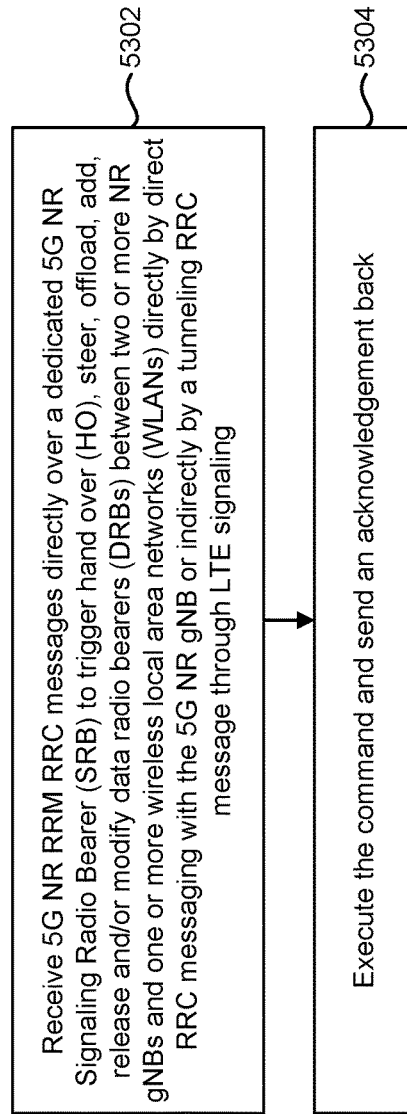 Receive 5G NR RRM RRC messages directly over a dedicated 5G NR
Signaling Radio Bearer (SRB) to trigger hand over (HO), steer, offload, add,
release and/or modify data radio bearers (DRBs) between two or more NR
gNBs and one or more wireless local area networks (WLANs) directly by direct
RRC messaging with the 5G NR gNB or indirectly by a tunneling RRC
message through LTE signaling
5302
Execute the command and send an acknowledgement back
5304